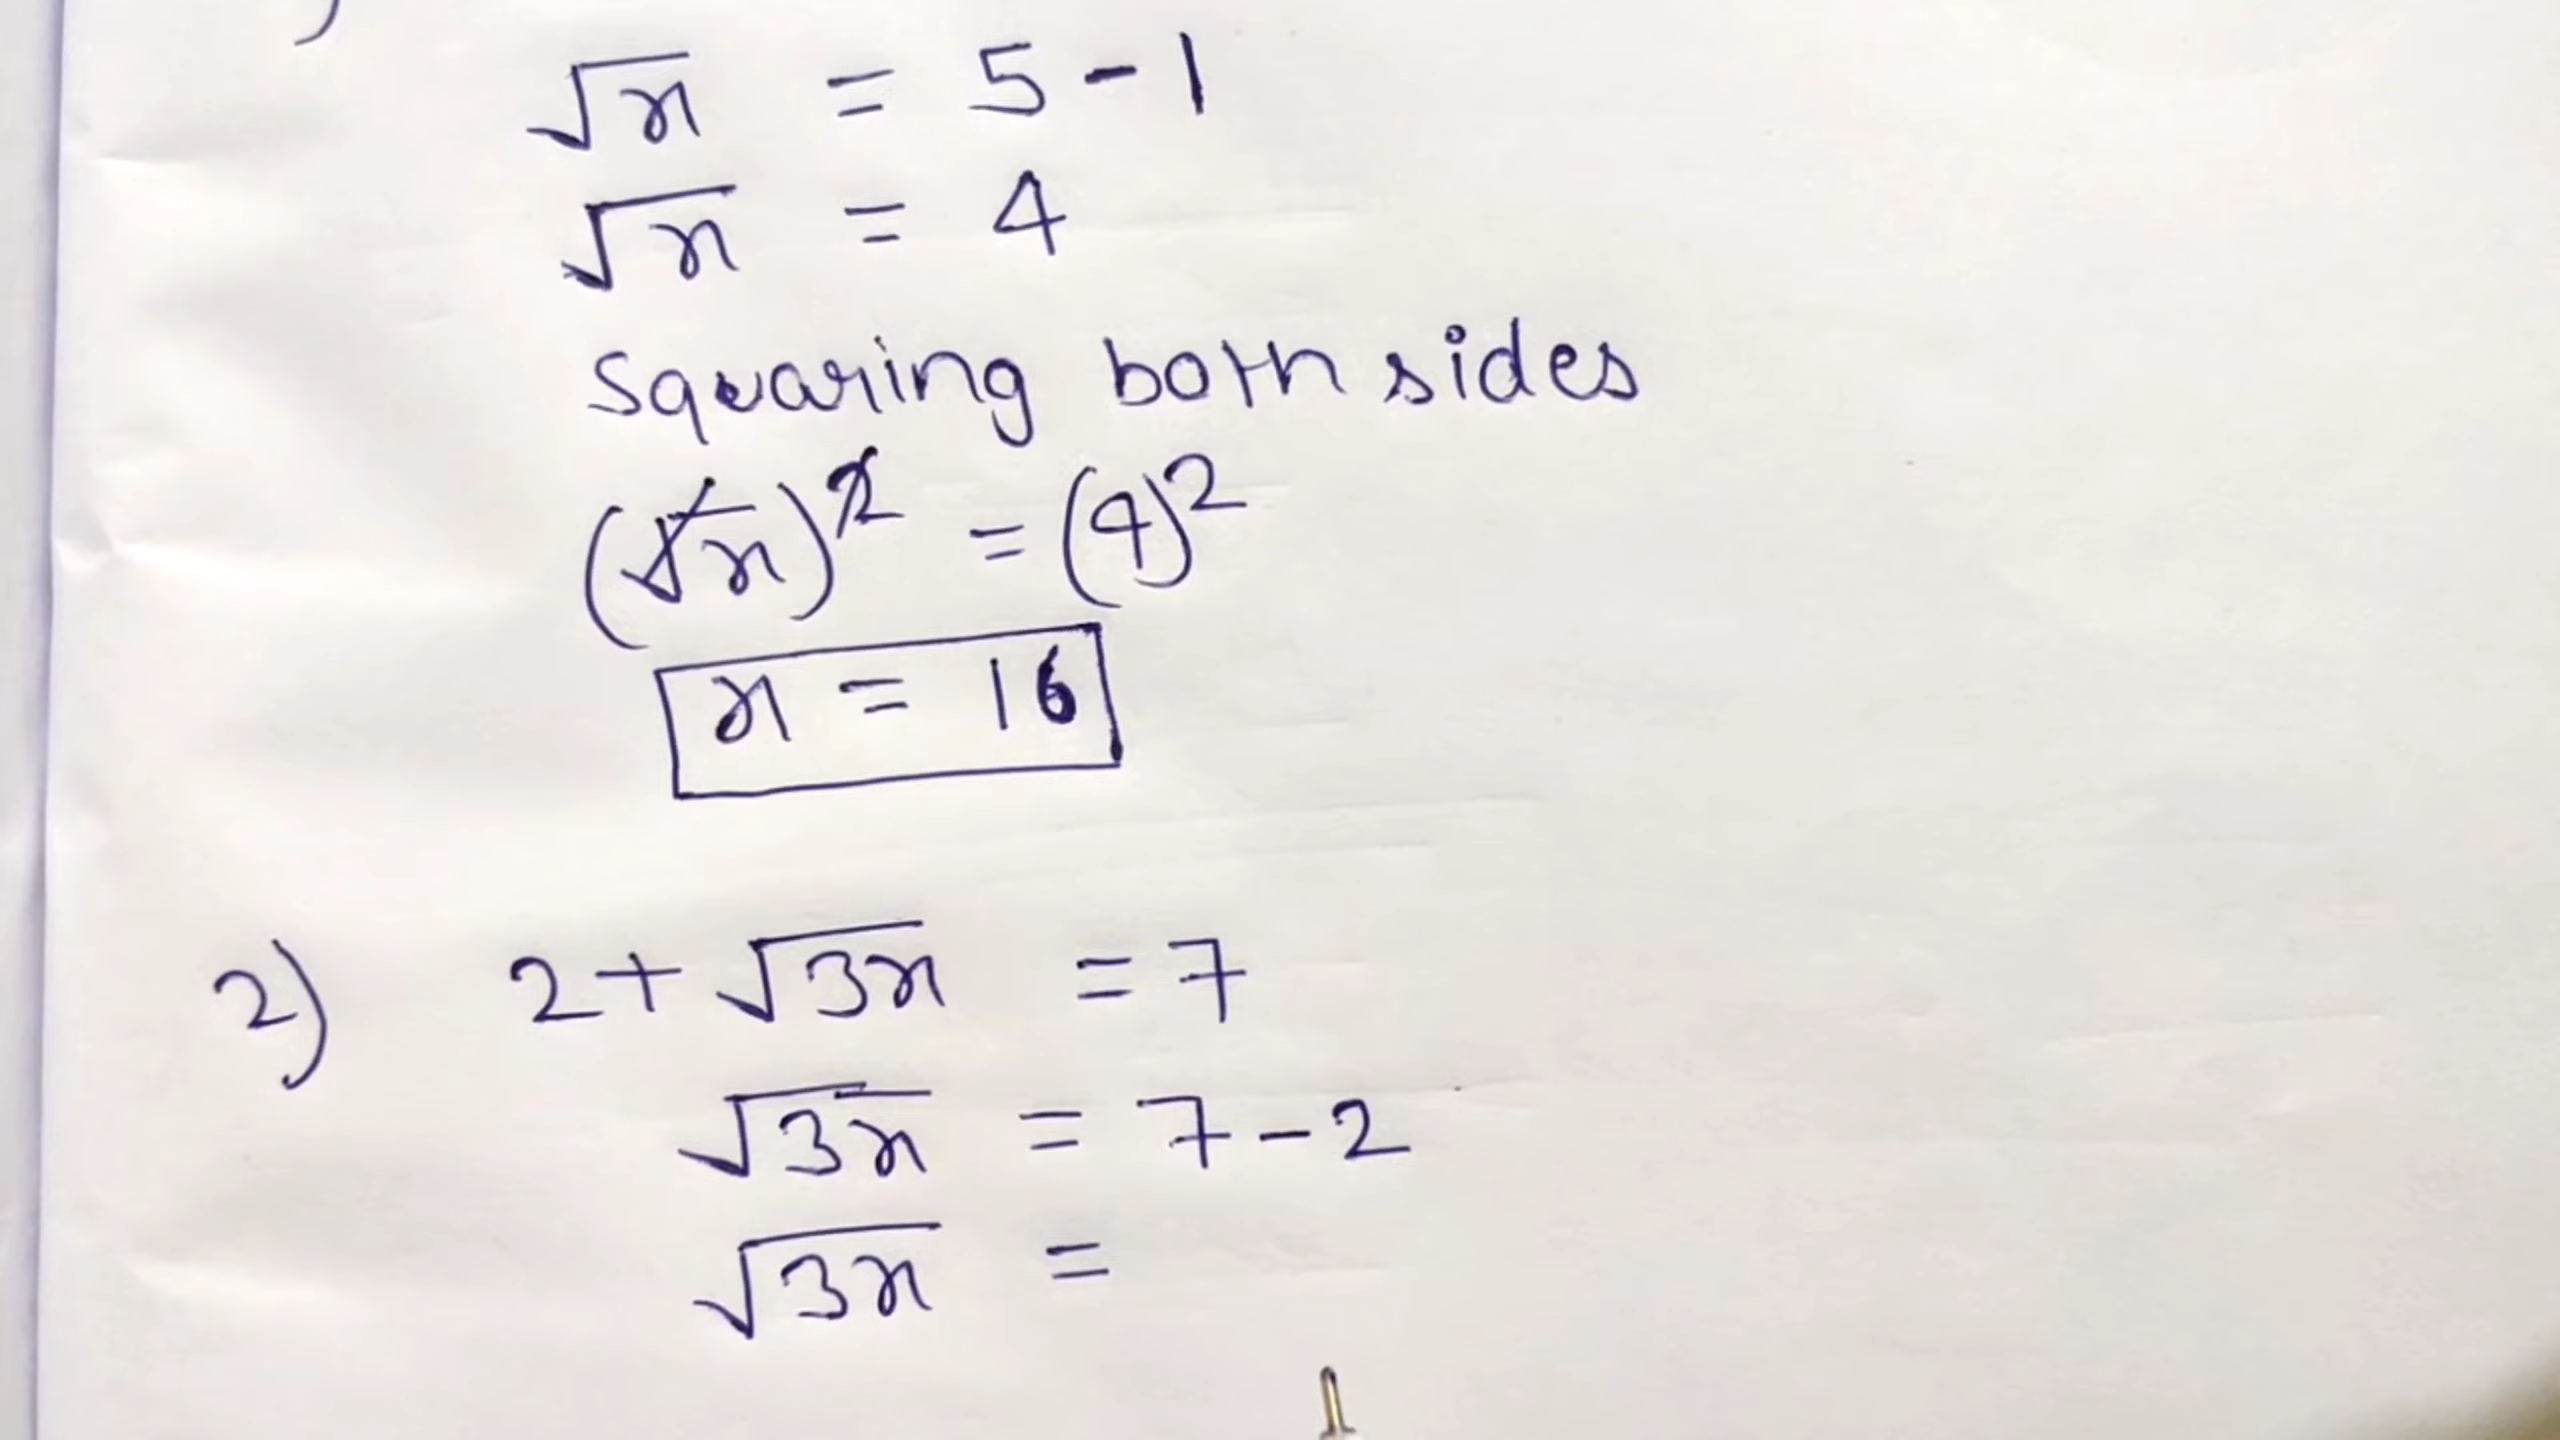 )
√x = 5 - 1
√x = 4
Squaring both sides
(√x)² = (4)²
x = 16
2) 2 + √3x = 7
√3x = 7 - 2
√3x =